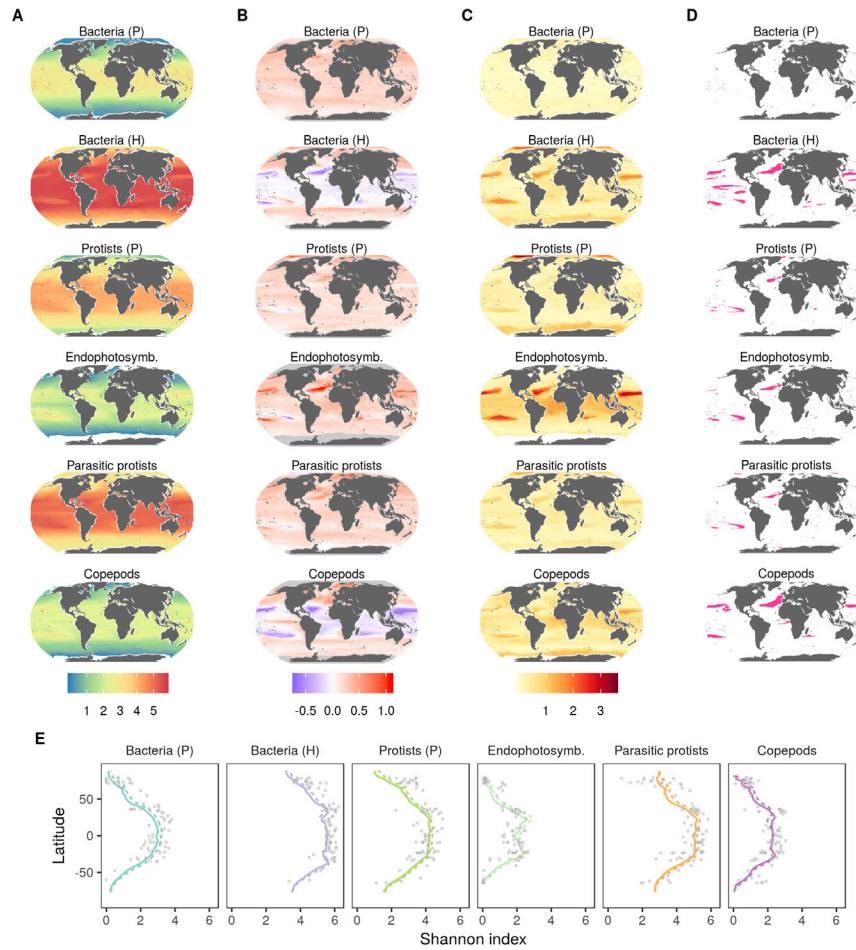 A B C D
Bacteria (P) Bacteria (P) Bacteria (P) Bacteria (P)
Bacteria (H) Bacteria (H) Bacteria (H) Bacteria (H)
Protists (P) Protists (P) Protists (P) Protists (P)
Endophotosymb. Endophotosymb. Endophotosymb. Endophotosymb.
Parasitic protists Parasitic protists Parasitic protists Parasitic protists
Copepods Copepods Copepods Copepods
1 2 3 4 5 -0.5 0.0 0.5 1.0 1 2 3
E
Bacteria (P) Bacteria (H) Protists (P) Endophotosymb. Parasitic protists Copepods
Latitude
50
0
-50
0 2 4 6 0 2 4 6 0 2 4 6 0 2 4 6 0 2 4 6 0 2 4 6
Shannon index